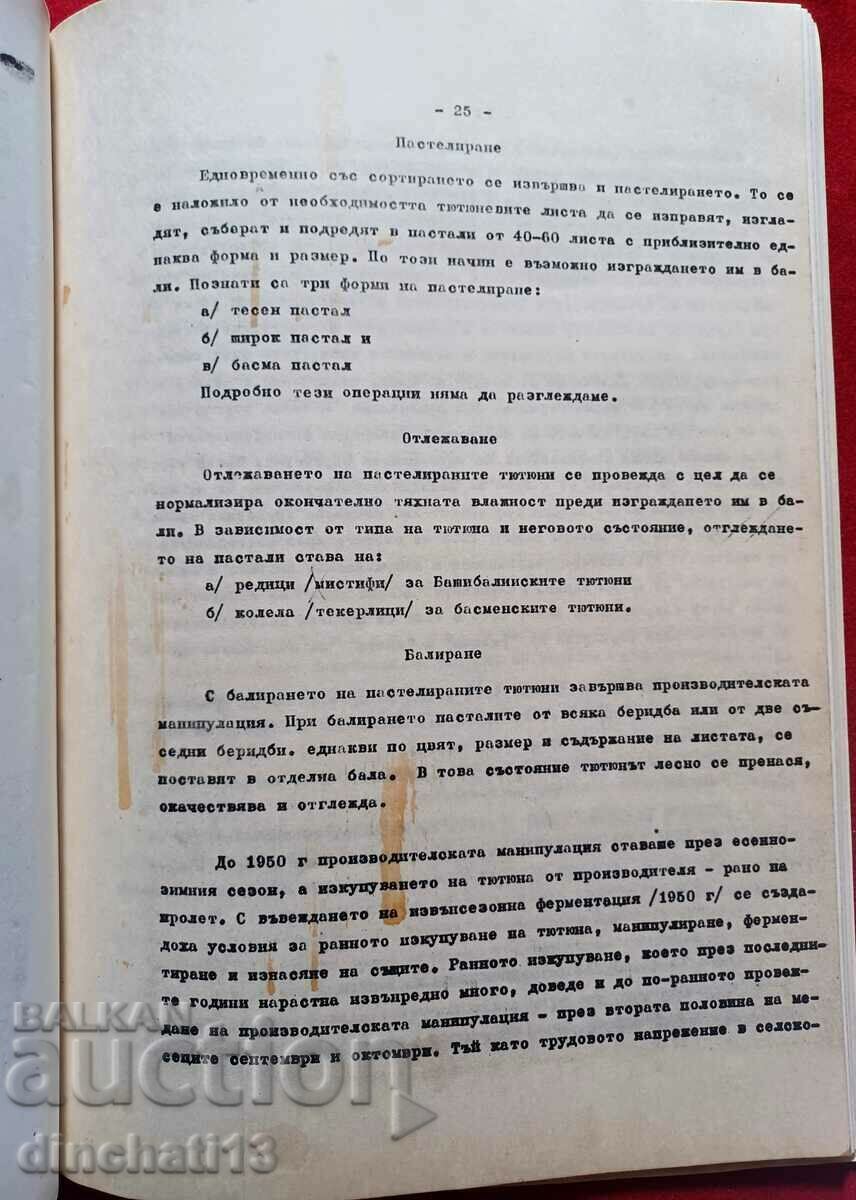 - 25 -
Пастелиране
Едновременно със сортирането се извършва и пастелирането. То се
е наложило от необходимостта тютюневите листа да се изправят, изгла-
дят, съберат и подредят в пастали от 40-60 листа с приблизително ед-
наква форма и размер. По този начин е възможно изграждането им в ба-
ли. Познати са три форми на пастелиране:
а/ тесен пастал
б/ широк пастал и
в/ басма пастал
Подробно тези операции няма да разглеждаме.
Отлежаване
Отлежаването на пастелираните тютюни се провежда с цел да се
нормализира окончателно тяхната влажност преди изграждането им в ба-
ли. В зависимост от типа на тютюна и неговото състояние, отглеждане-
то на пастали става на:
а/ редици /мистифи/ за Башибалийските тютюни
б/ колела /текерлици/ за басменските тютюни.
Балиране
С балирането на пастелираните тютюни завършва производителската
манипулация. При балирането пасталите от всяка беридба или от две съ-
седни беридби. еднакви по цвят, размер и съдържание на листата, се
поставят в отделна бала. В това състояние тютюнът лесно се пренася,
окачествява и отглежда.
До 1950 г производителската манипулация ставаше през есенно-
зимния сезон, а изкупуването на тютюна от производителя - рано на
пролет. С въвеждането на извънсезонна ферментация /1950 г/ се създа-
доха условия за ранното изкупуване на тютюна, манипулиране, фермен-
тиране и изнасяне на същите. Ранното изкупуване, което през последни-
те години нарастна извънредно много, доведе и до по-ранното провеж-
дане на производителската манипулация - през втората половина на ме-
сеците септември и октомври. Тъй като трудовото напрежение в селско-
BALKAN
auction
dinchati13